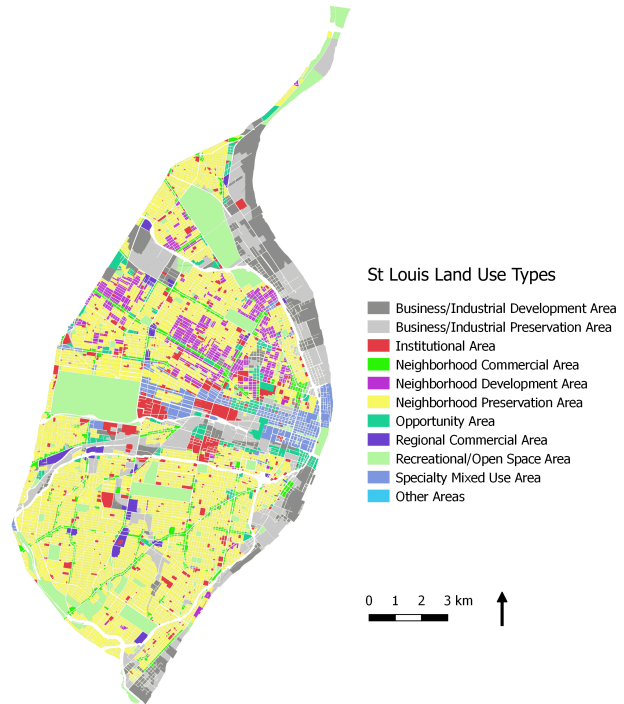 St Louis Land Use Types
Business/Industrial Development Area
Business/Industrial Preservation Area
Institutional Area
Neighborhood Commercial Area
Neighborhood Development Area
Neighborhood Preservation Area
Opportunity Area
Regional Commercial Area
Recreational/Open Space Area
Specialty Mixed Use Area
Other Areas
0 1 2 3 km